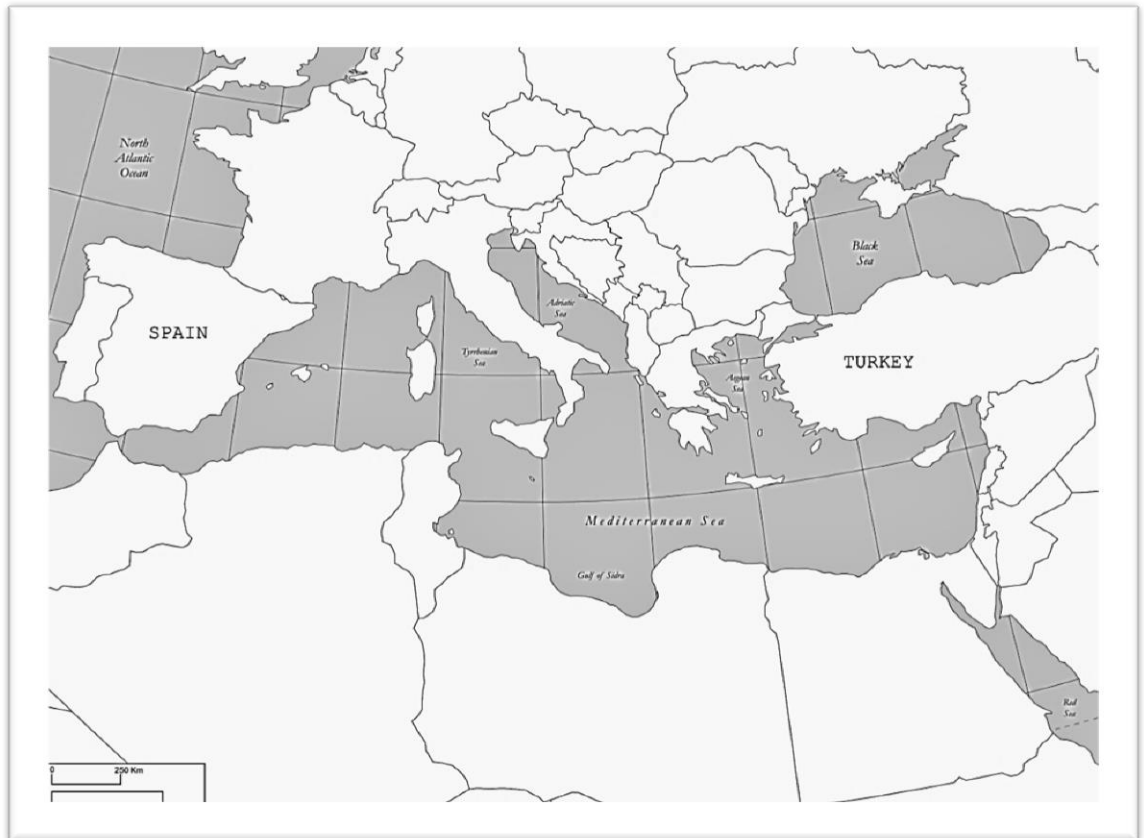 North
Atlantic
Ocean
Black
Sea
Adriatic
Sea
SPAIN
Tyrrhenian
Sea
TURKEY
Aegean
Sea
Mediterranean Sea
Gulf of Sidra
Red
Sea
0 250 Km